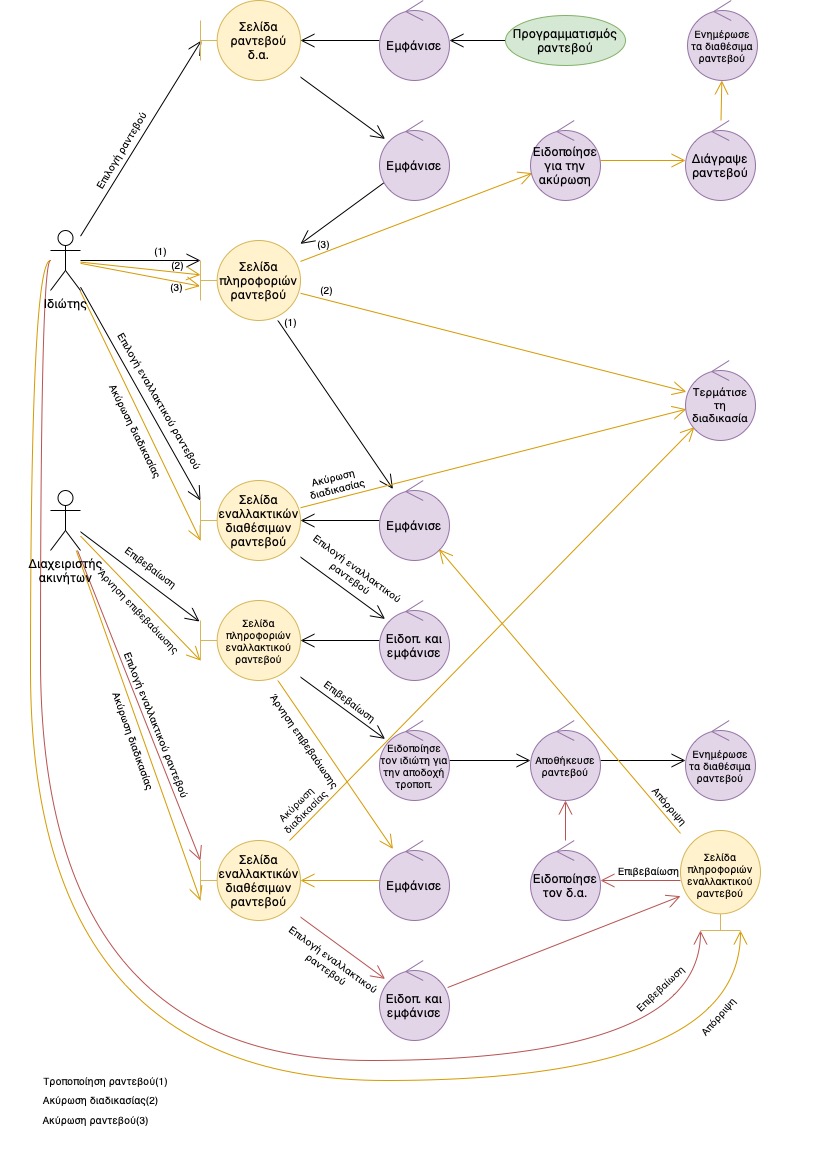 Σελίδα
ραντεβού
δ.α.
Εμφάνισε
Προγραμματισμός
ραντεβού
Ενημέρωσε
τα διαθέσιμα
ραντεβού
Επιλογή ραντεβού
Εμφάνισε
Ειδοποίησε
για την
ακύρωση
Διάγραψε
ραντεβού
(1)
(2)
(3)
Ιδιώτης
Σελίδα
πληροφοριών
ραντεβού
(3)
(2)
(1)
Επιλογή εναλλακτικού ραντεβού
Ακύρωση διαδικασίας
Τερμάτισε
τη
διαδικασία
Σελίδα
εναλλακτικών
διαθέσιμων
ραντεβού
Ακύρωση
διαδικασίας
Εμφάνισε
Διαχειριστής
ακινήτων
Επιβεβαίωση
Άρνηση επιβεβαιώσης
Επιλογή εναλλακτικού
ραντεβού
Σελίδα
πληροφοριών
εναλλακτικού
ραντεβού
Ειδοπ. και
εμφάνισε
Επιλογή εναλλακτικού ραντεβού
Ακύρωση διαδικασίας
Επιβεβαίωση
Άρνηση επιβεβαιώσης
Ειδοποίησε
τον ιδιώτη για
την αποδοχή
τροποπ.
Αποθήκευσε
ραντεβού
Ενημέρωσε
τα διαθέσιμα
ραντεβού
Ακύρωση
διαδικασίας
Απόρριψη
Σελίδα
εναλλακτικών
διαθέσιμων
ραντεβού
Εμφάνισε
Ειδοποίησε
τον δ.α.
Επιβεβαίωση
Σελίδα
πληροφοριών
εναλλακτικού
ραντεβού
Επιλογή εναλλακτικού
ραντεβού
Ειδοπ. και
εμφάνισε
Επιβεβαίωση
Απόρριψη
Τροποποίηση ραντεβού(1)
Ακύρωση διαδικασίας(2)
Ακύρωση ραντεβού(3)